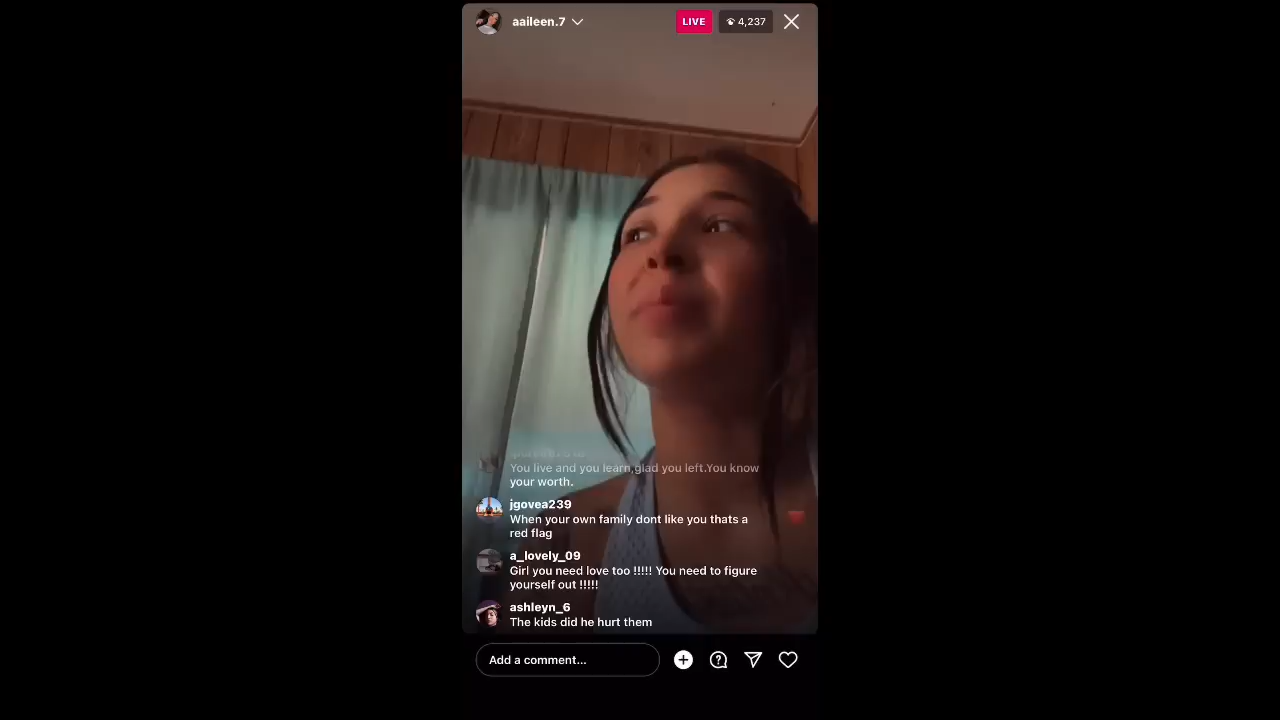 aaileen.7
LIVE
4,237
You live and you learn,glad you left.You know
your worth.
jgovea239
When your own family dont like you thats a
red flag
a_lovely_09
Girl you need love too !!!!! You need to figure
yourself out !!!!!
ashleyn_6
The kids did he hurt them
Add a comment...